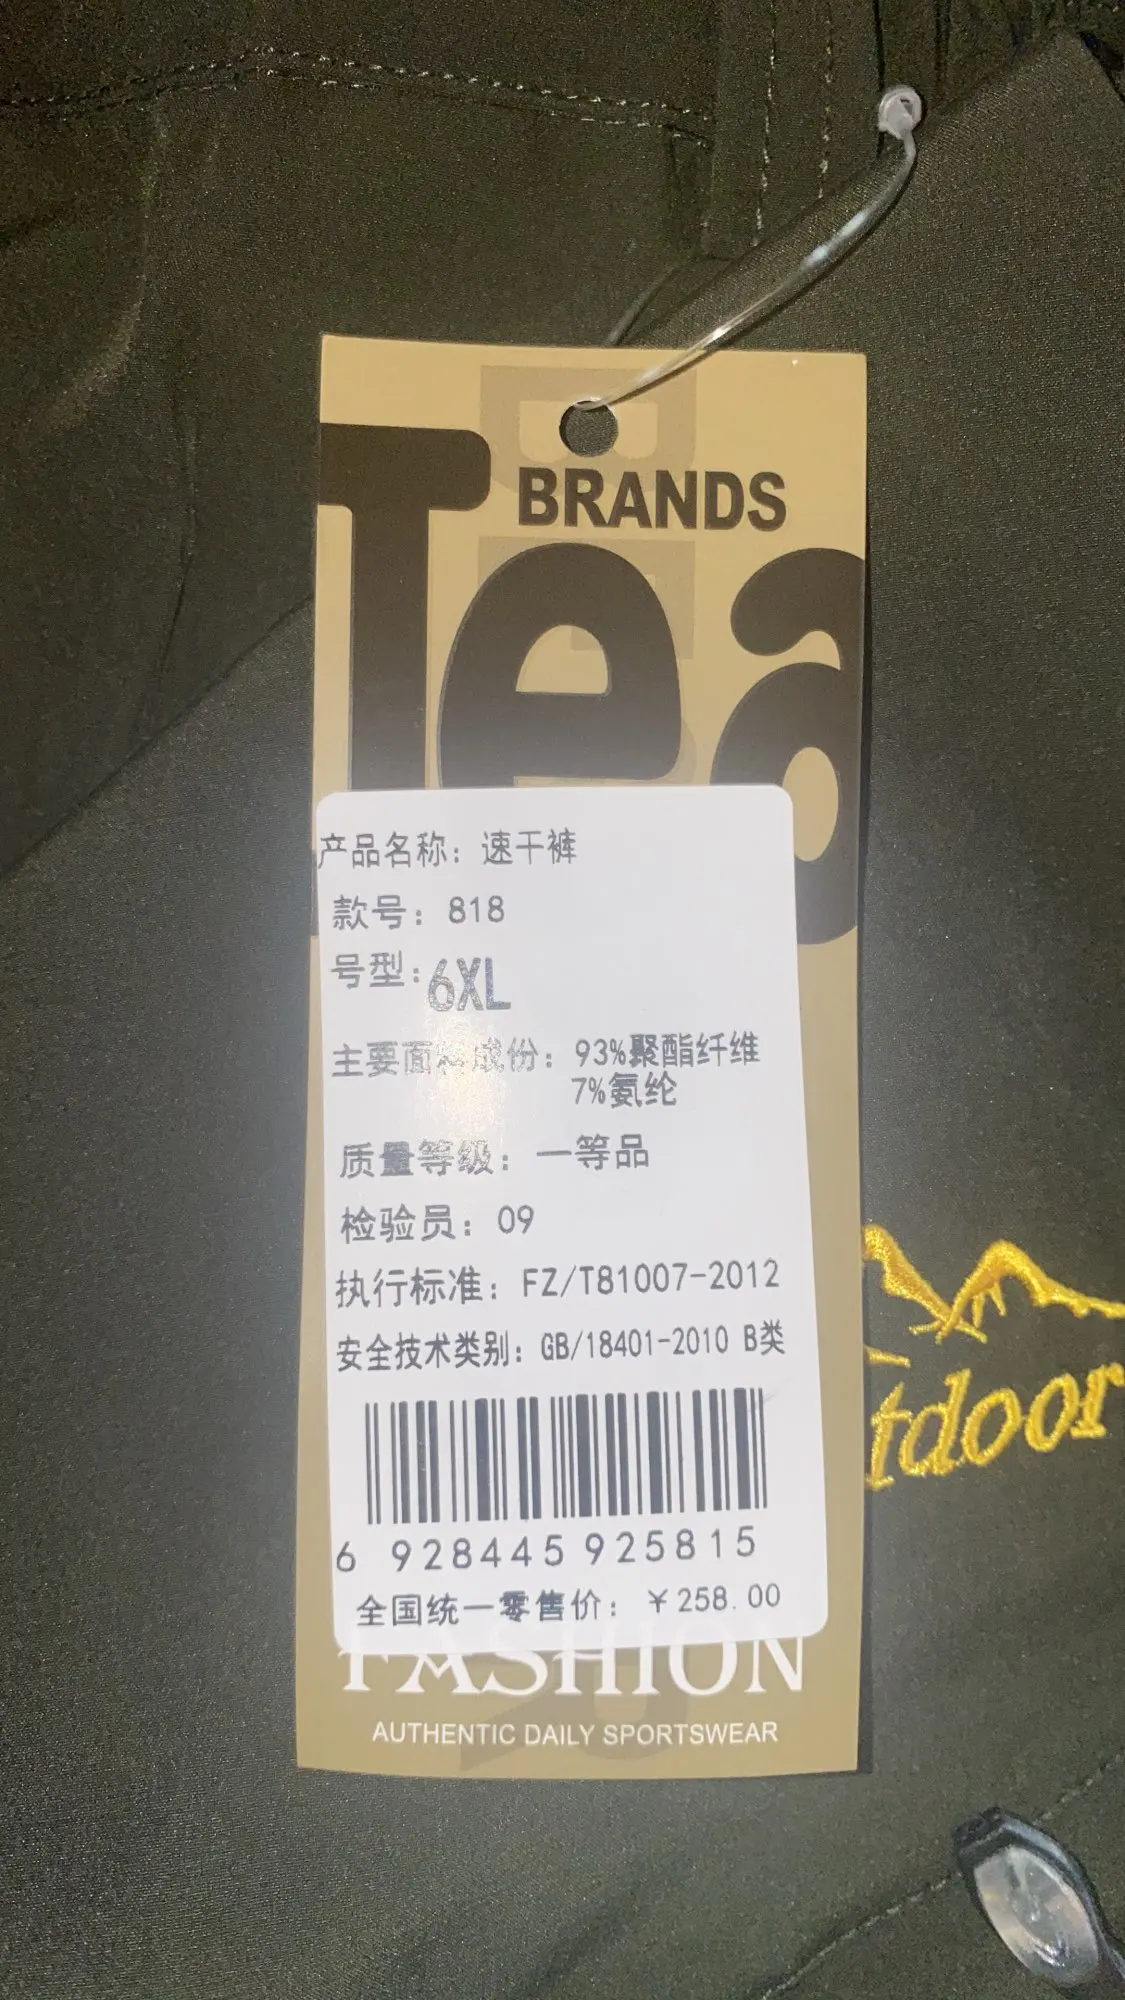 BRANDS
Tea
产品名称：速干裤
款号：818
号型：6XL
主要面料成份：93%聚酯纤维
7%氨纶
质量等级：一等品
检验员：09
执行标准：FZ/T81007-2012
安全技术类别：GB/18401-2010 B类
6 928445 925815
全国统一零售价：￥258.00
FASHION
AUTHENTIC DAILY SPORTSWEAR
tdoor